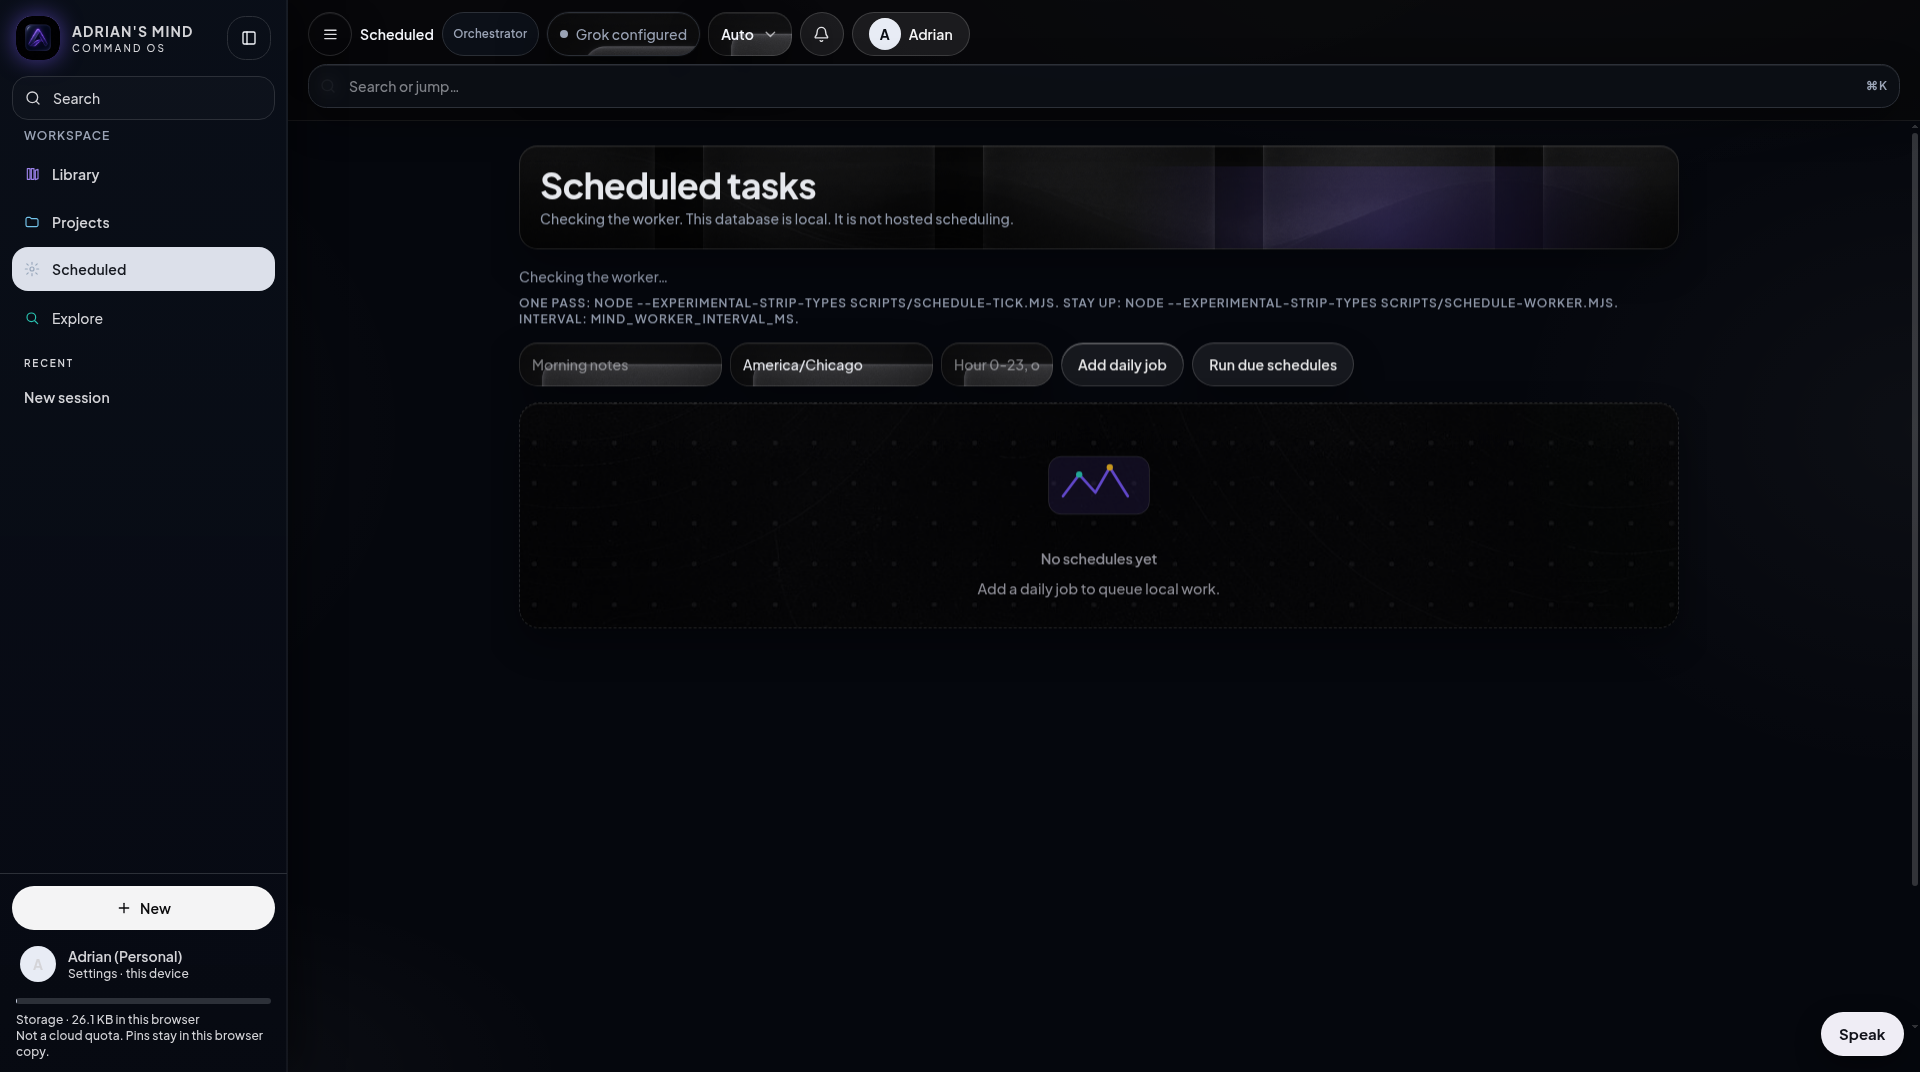 ADRIAN'S MIND
COMMAND OS
Search
WORKSPACE
Library
Projects
Scheduled
Explore
RECENT
New session
New
A
Adrian (Personal)
Settings · this device
Storage · 26.1 KB in this browser
Not a cloud quota. Pins stay in this browser
copy.
Scheduled
Orchestrator
Grok configured
Auto
A
Adrian
Search or jump…
⌘K
Scheduled tasks
Checking the worker. This database is local. It is not hosted scheduling.
Checking the worker…
ONE PASS: NODE --EXPERIMENTAL-STRIP-TYPES SCRIPTS/SCHEDULE-TICK.MJS. STAY UP: NODE --EXPERIMENTAL-STRIP-TYPES SCRIPTS/SCHEDULE-WORKER.MJS.
INTERVAL: MIND_WORKER_INTERVAL_MS.
Morning notes
America/Chicago
Hour 0–23, o
Add daily job
Run due schedules
No schedules yet
Add a daily job to queue local work.
Speak